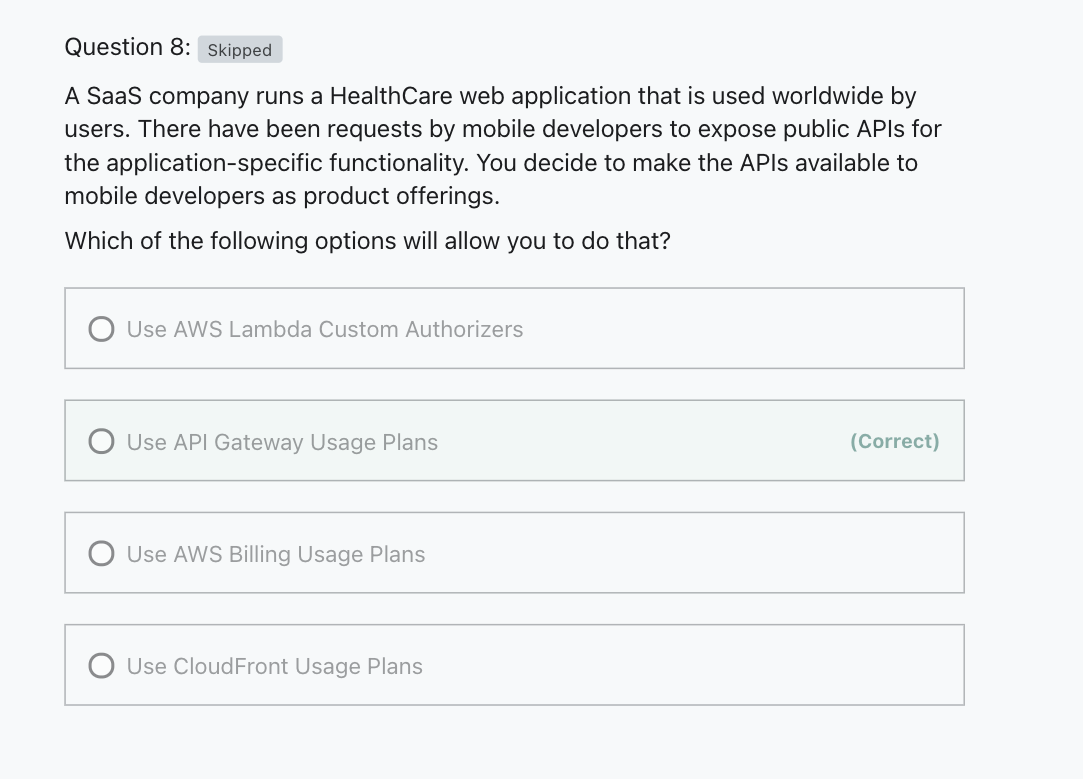 Question 8: Skipped
A SaaS company runs a HealthCare web application that is used worldwide by
users. There have been requests by mobile developers to expose public APIs for
the application-specific functionality. You decide to make the APIs available to
mobile developers as product offerings.
Which of the following options will allow you to do that?
Use AWS Lambda Custom Authorizers
Use API Gateway Usage Plans (Correct)
Use AWS Billing Usage Plans
Use CloudFront Usage Plans